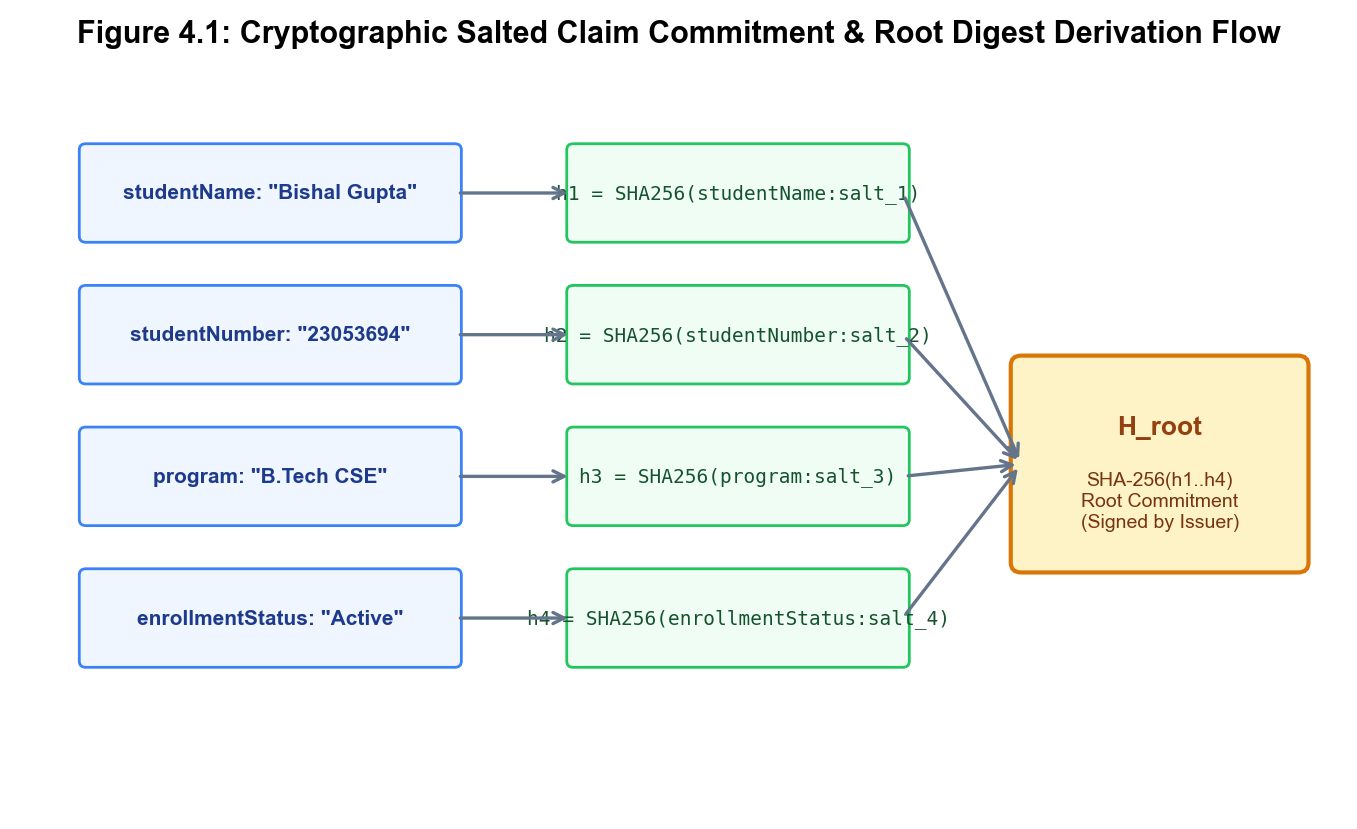 Figure 4.1: Cryptographic Salted Claim Commitment & Root Digest Derivation Flow
studentName: "Bishal Gupta"
h1 = SHA256(studentName:salt_1)
studentNumber: "23053694"
h2 = SHA256(studentNumber:salt_2)
program: "B.Tech CSE"
h3 = SHA256(program:salt_3)
enrollmentStatus: "Active"
h4 = SHA256(enrollmentStatus:salt_4)
H_root
SHA-256(h1..h4)
Root Commitment
(Signed by Issuer)